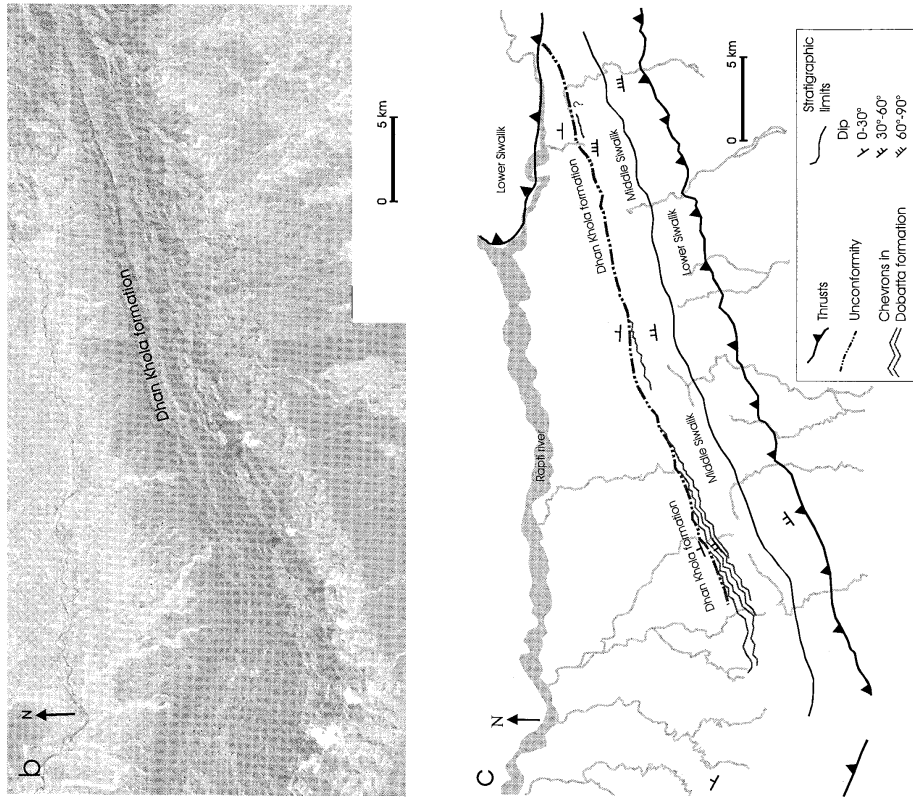 b
N
Dhan Khola formation
0 5 km
c
N
Rapti river
Lower Siwalik
Dhan Khola formation
?
Middle Siwalik
Lower Siwalik
Dhan Khola formation
Middle Siwalik
0 5 km
Thrusts
Unconformity
Chevrons in
Dobatta formation
Stratigraphic
limits
Dip
0-30°
30°-60°
60°-90°